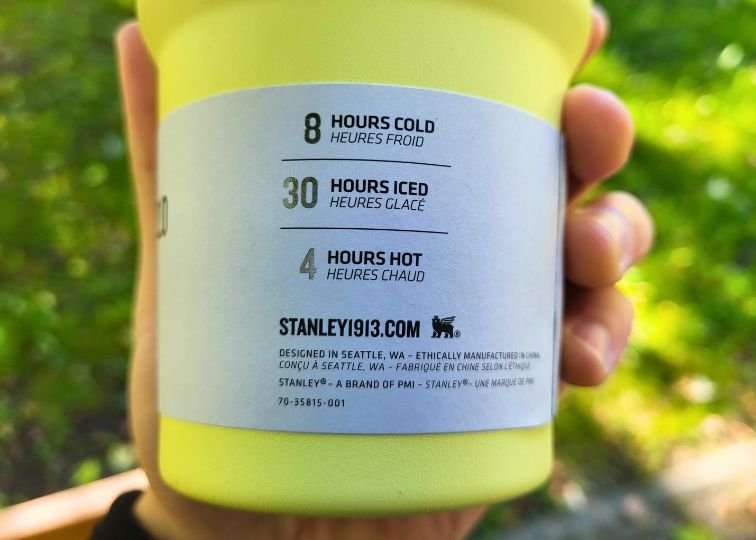 8 HOURS COLD
HEURES FROID
30 HOURS ICED
HEURES GLACÉ
4 HOURS HOT
HEURES CHAUD
STANLEY1913.COM ®
DESIGNED IN SEATTLE, WA – ETHICALLY MANUFACTURED IN CHINA
CONÇU À SEATTLE, WA – FABRIQUÉ EN CHINE SELON L'ÉTHIQUE
STANLEY® – A BRAND OF PMI – STANLEY® – UNE MARQUE DE PMI
70-35815-001